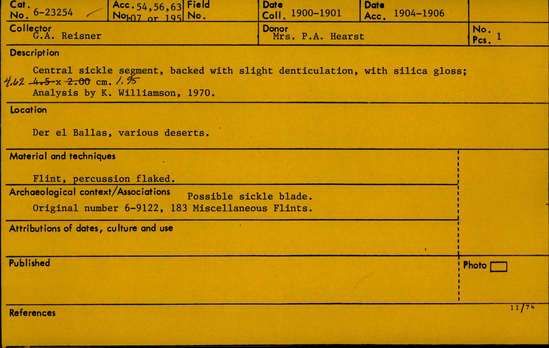 Cat. No. 6-23254 Acc. No. 54,56,63 107 or 195 Field No. Date Coll. 1900-1901 Date Acc. 1904-1906
Collector G.A. Reisner Donor Mrs. P.A. Hearst No. Pcs. 1
Description
Central sickle segment, backed with slight denticulation, with silica gloss;
4.62 4.5 x 2.00 cm. 1.95
Analysis by K. Williamson, 1970.
Location
Der el Ballas, various deserts.
Material and techniques
Flint, percussion flaked.
Archaeological context/Associations Possible sickle blade.
Original number 6-9122, 183 Miscellaneous Flints.
Attributions of dates, culture and use
Published
Photo
References
11/76